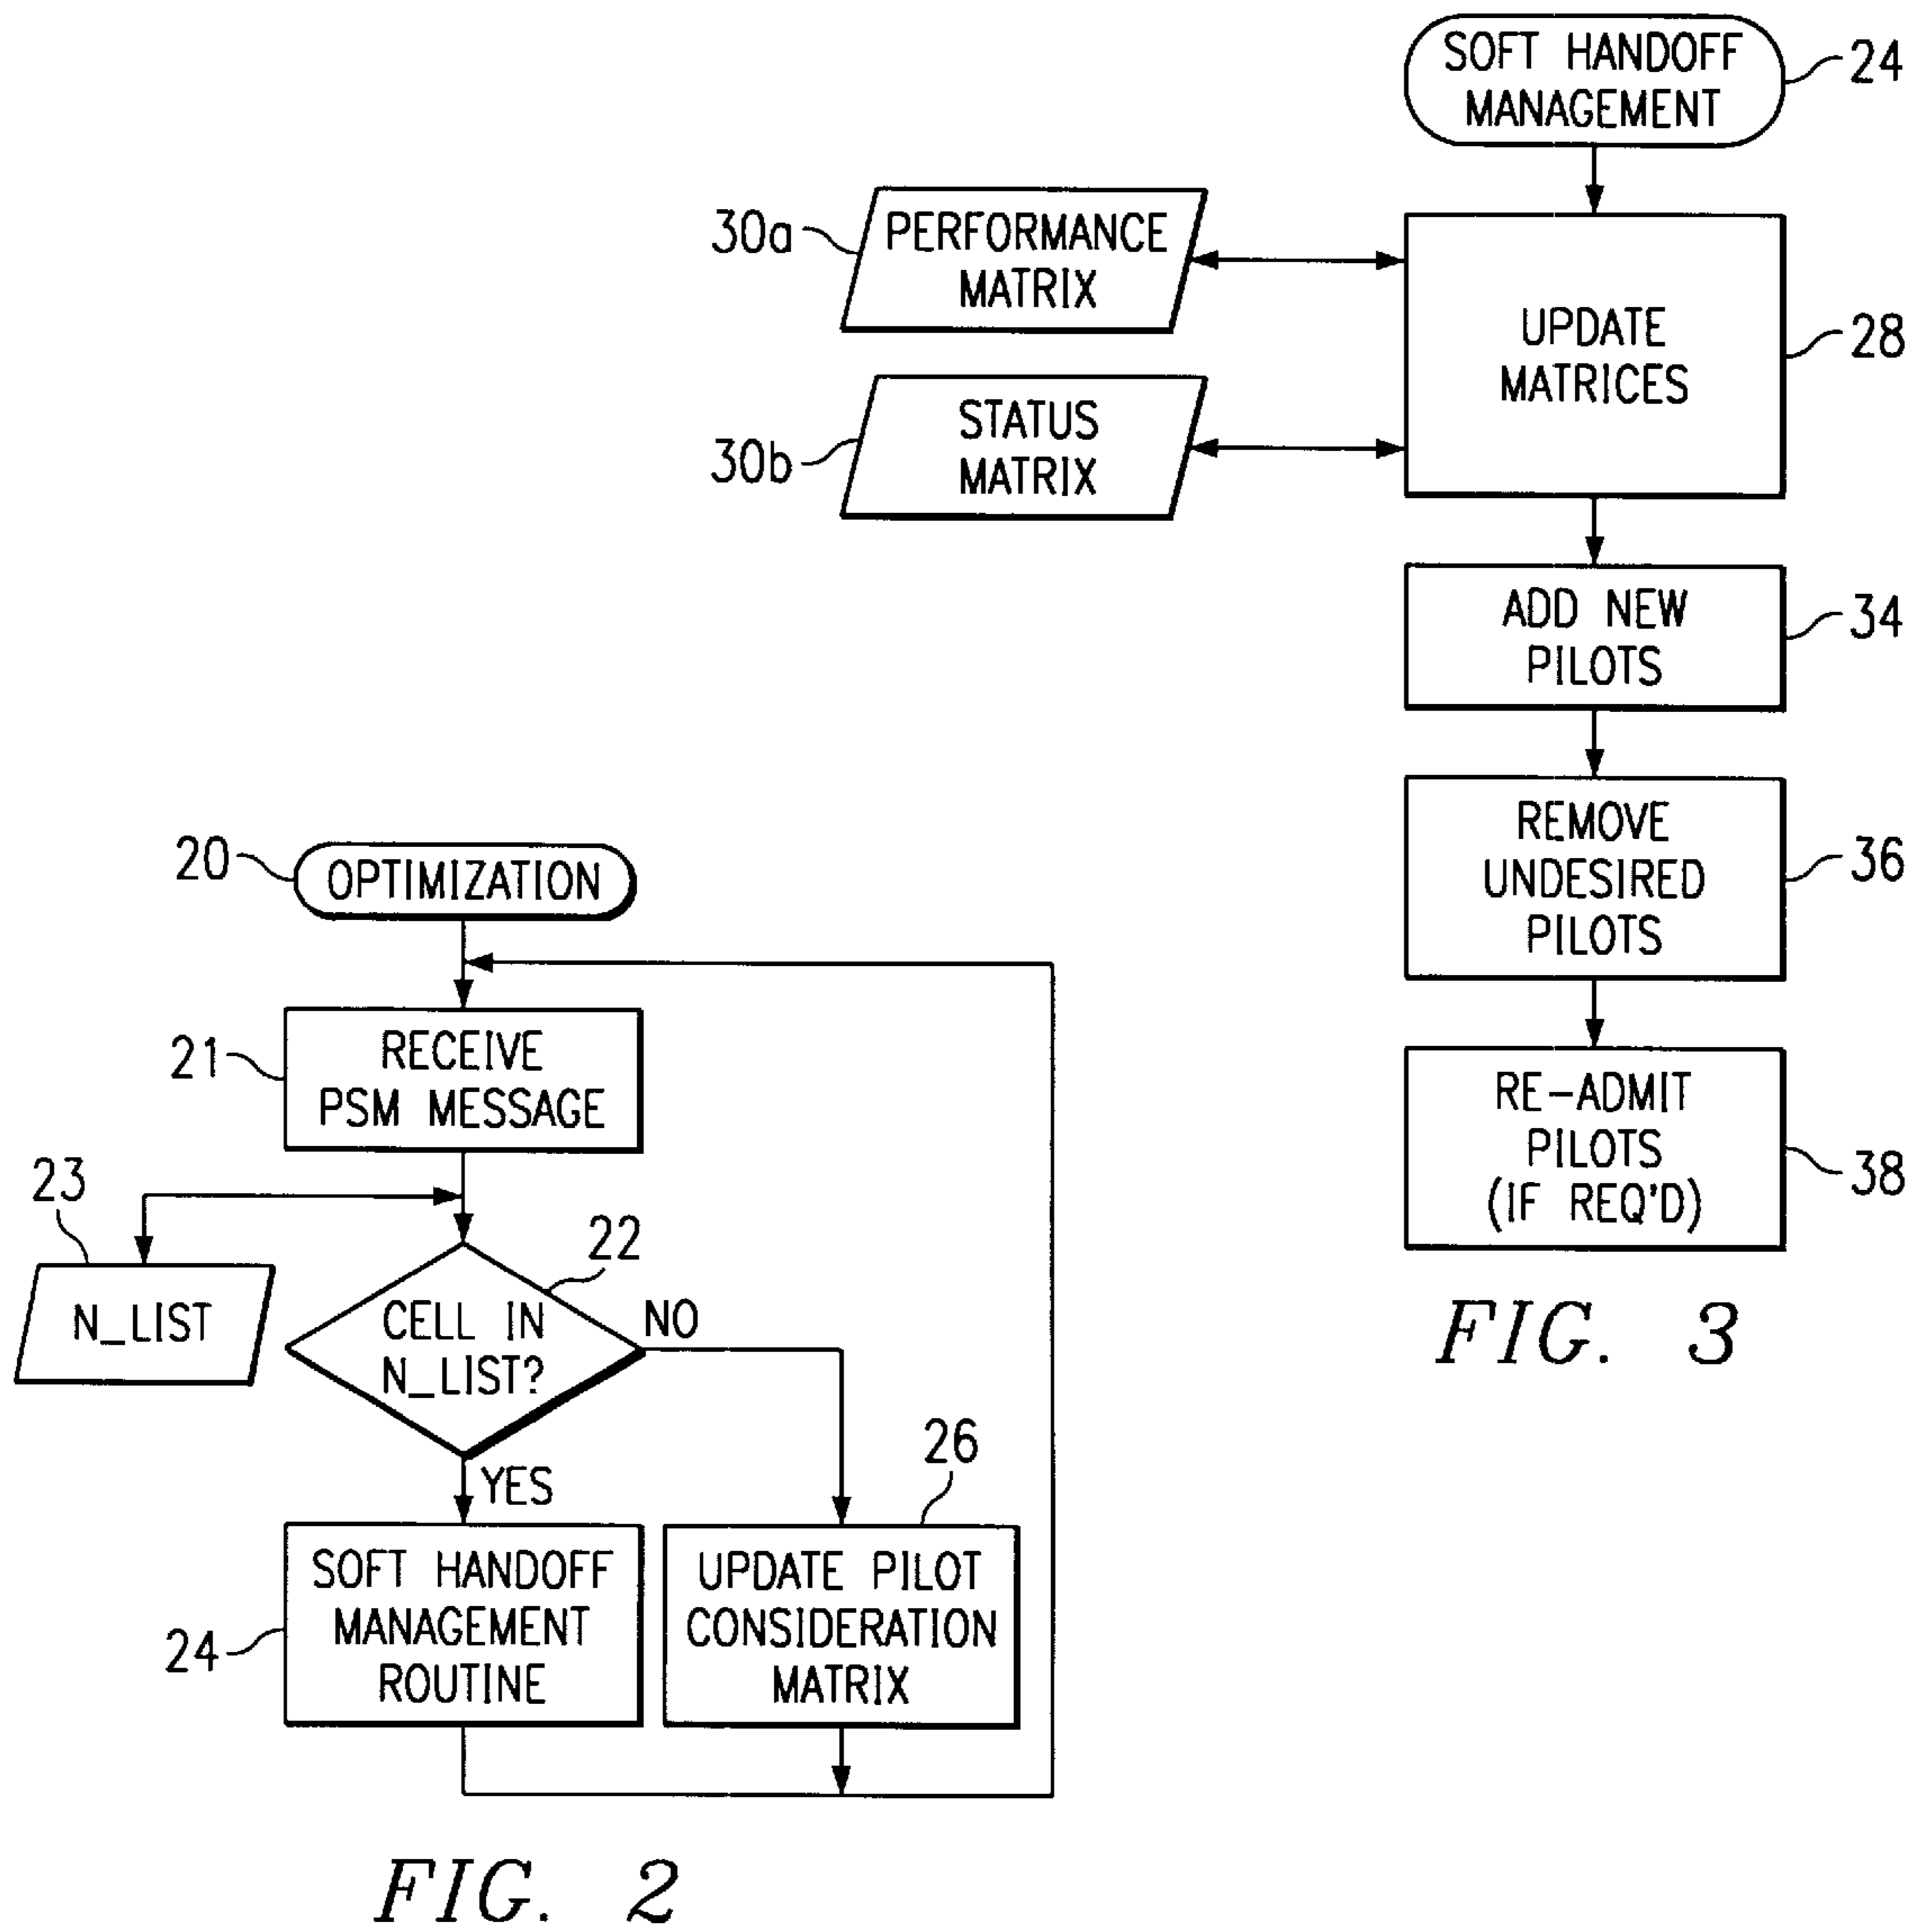 20
OPTIMIZATION
21
RECEIVE
PSM MESSAGE
23
N_LIST
22
CELL IN
N_LIST?
NO
YES
24
SOFT HANDOFF
MANAGEMENT
ROUTINE
26
UPDATE PILOT
CONSIDERATION
MATRIX
FIG. 2
SOFT HANDOFF
MANAGEMENT
24
30a
PERFORMANCE
MATRIX
30b
STATUS
MATRIX
UPDATE
MATRICES
28
ADD NEW
PILOTS
34
REMOVE
UNDESIRED
PILOTS
36
RE-ADMIT
PILOTS
(IF REQ'D)
38
FIG. 3